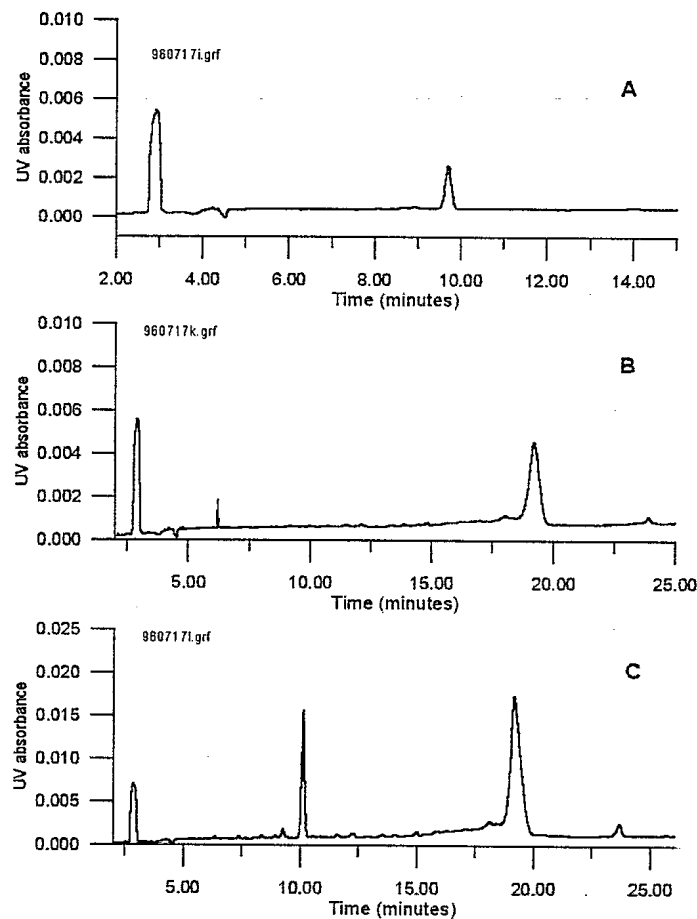 0.010
960717i.grf
A
0.008
0.006
0.004
0.002
0.000
UV absorbance
2.00 4.00 6.00 8.00 10.00 12.00 14.00
Time (minutes)
0.010
960717k.grf
B
0.008
0.006
0.004
0.002
0.000
UV absorbance
5.00 10.00 15.00 20.00 25.00
Time (minutes)
0.025
960717l.grf
C
0.020
0.015
0.010
0.005
0.000
UV absorbance
5.00 10.00 15.00 20.00 25.00
Time (minutes)